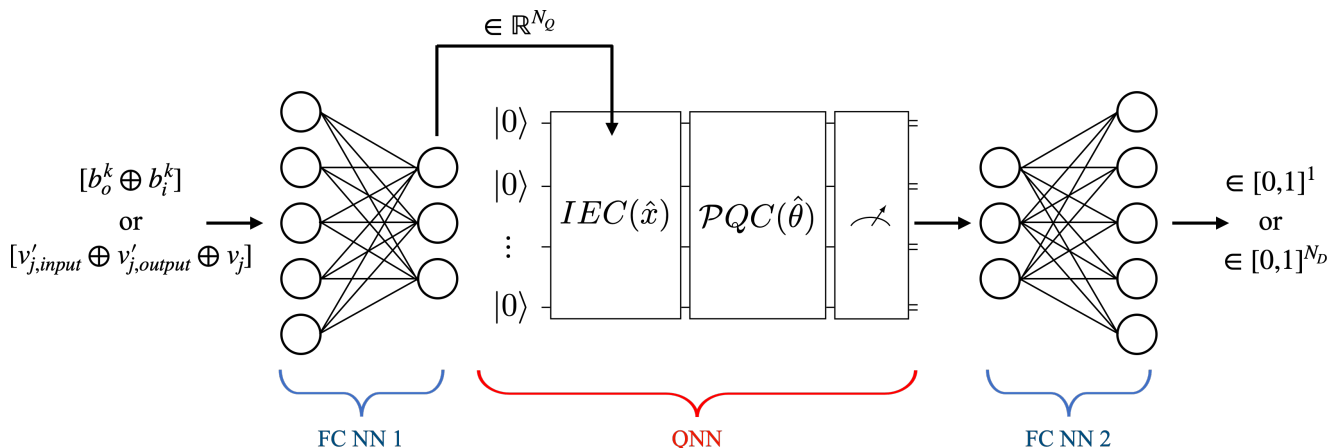 ∈ ℝ^{N_Q}
[b_o^k ⊕ b_i^k]
or
[v′_{j,input} ⊕ v′_{j,output} ⊕ v_j]
|0⟩
|0⟩
⋮
|0⟩
IEC(x̂)
𝒫QC(θ̂)
∈ [0,1]^1
or
∈ [0,1]^{N_D}
FC NN 1
QNN
FC NN 2